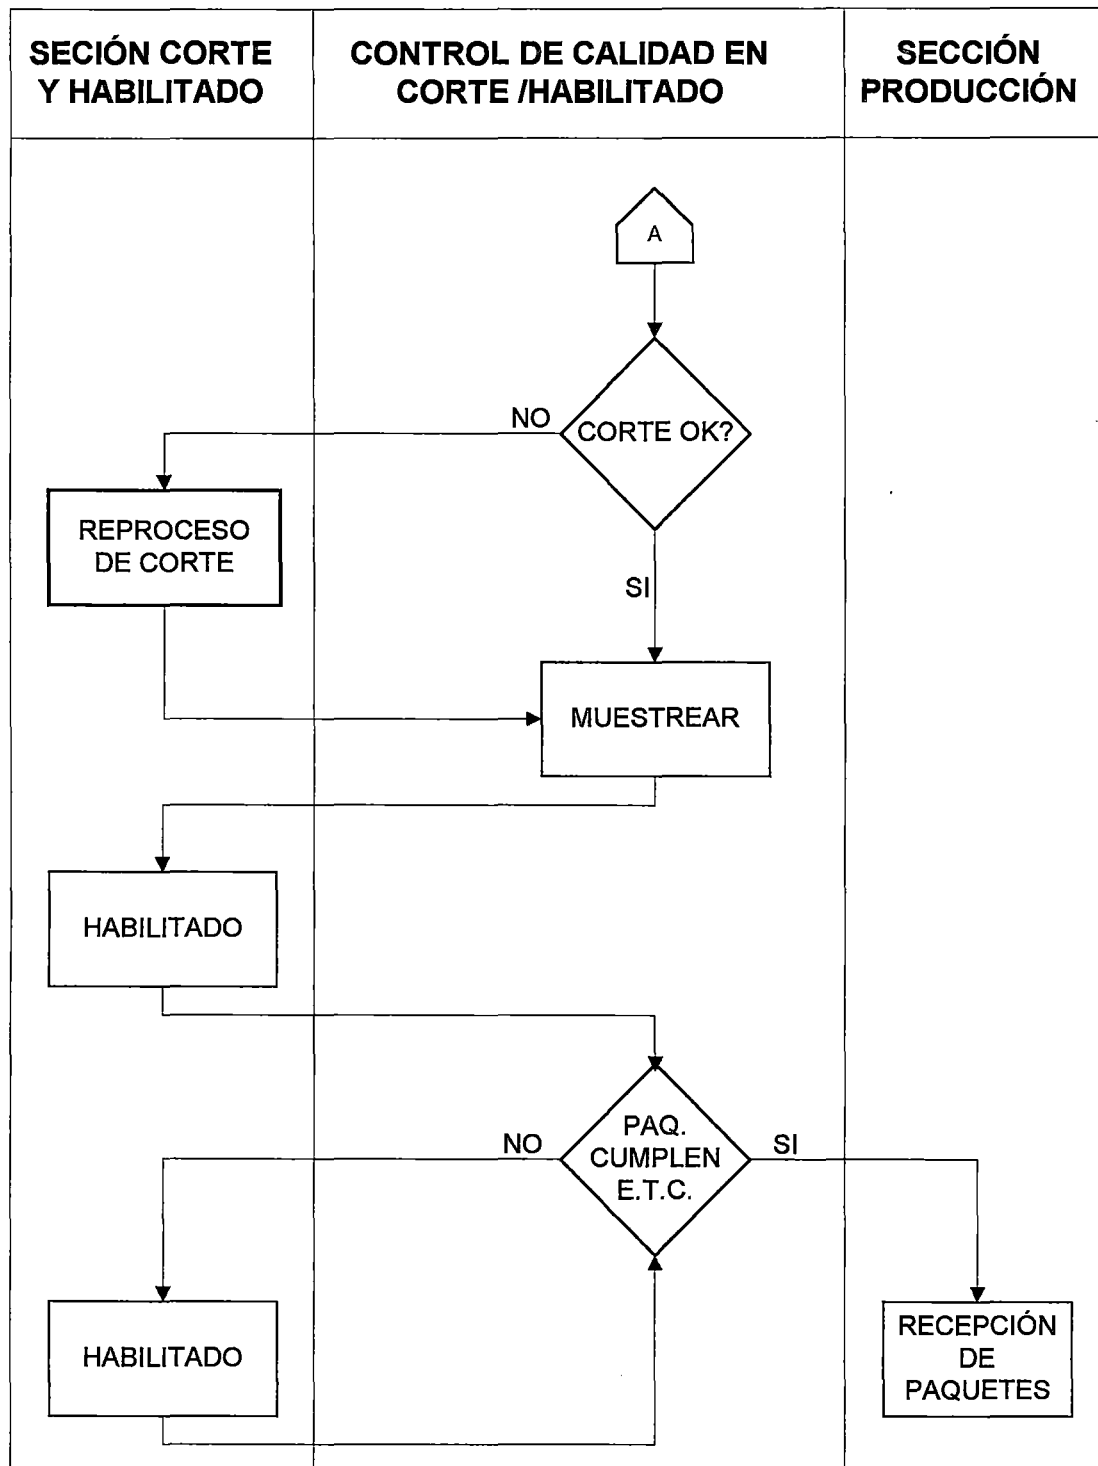 SECIÓN CORTE
Y HABILITADO
CONTROL DE CALIDAD EN
CORTE /HABILITADO
SECCIÓN
PRODUCCIÓN
A
CORTE OK?
NO
REPROCESO
DE CORTE
SI
MUESTREAR
HABILITADO
PAQ.
CUMPLEN
E.T.C.
NO
SI
HABILITADO
RECEPCIÓN
DE
PAQUETES